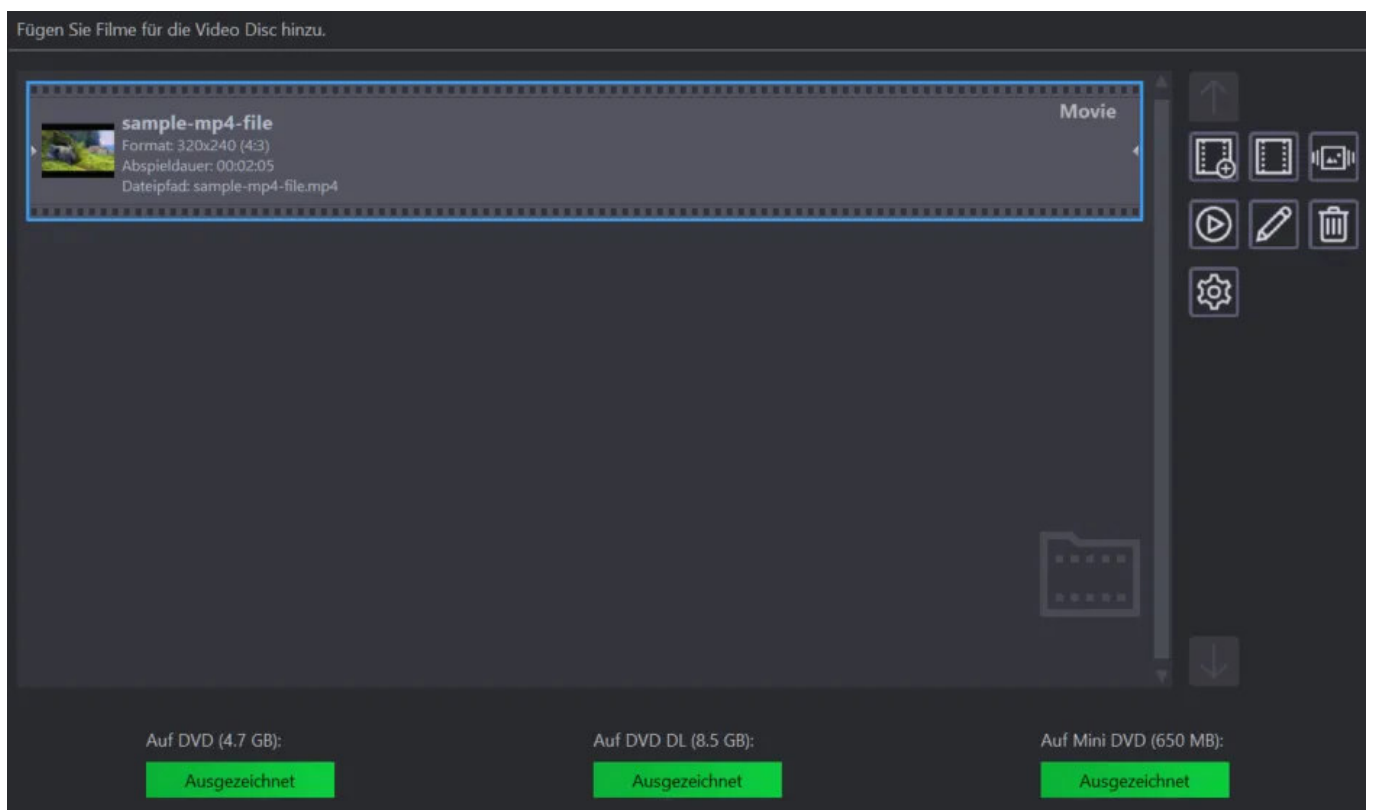 Fügen Sie Filme für die Video Disc hinzu.
Movie
sample-mp4-file
Format: 320x240 (4:3)
Abspieldauer: 00:02:05
Dateipfad: sample-mp4-file.mp4
Auf DVD (4.7 GB):
Auf DVD DL (8.5 GB):
Auf Mini DVD (650 MB):
Ausgezeichnet
Ausgezeichnet
Ausgezeichnet